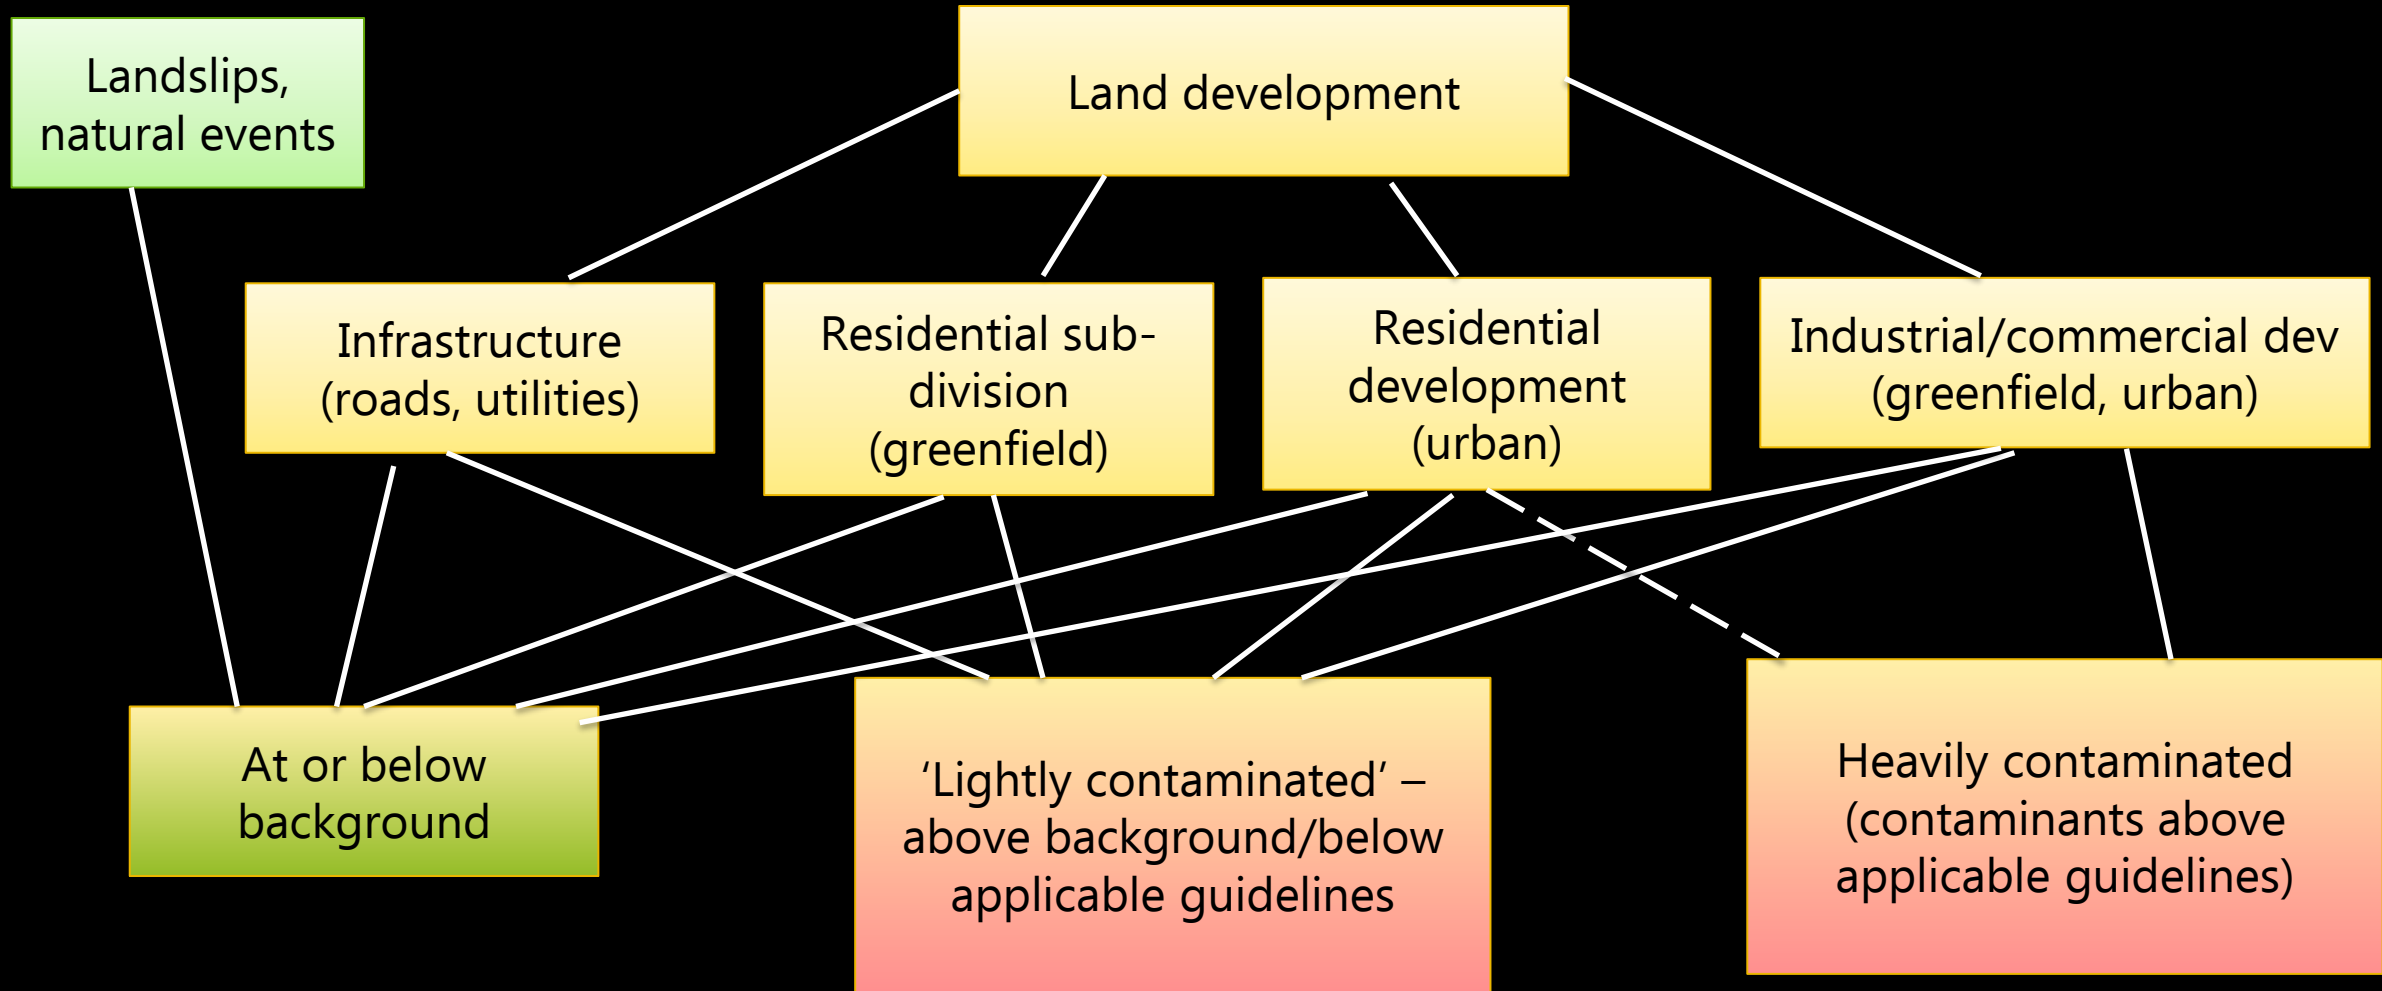 Landslips,
natural events
Land development
Infrastructure
(roads, utilities)
Residential sub-
division
(greenfield)
Residential
development
(urban)
Industrial/commercial dev
(greenfield, urban)
At or below
background
‘Lightly contaminated’ –
above background/below
applicable guidelines
Heavily contaminated
(contaminants above
applicable guidelines)